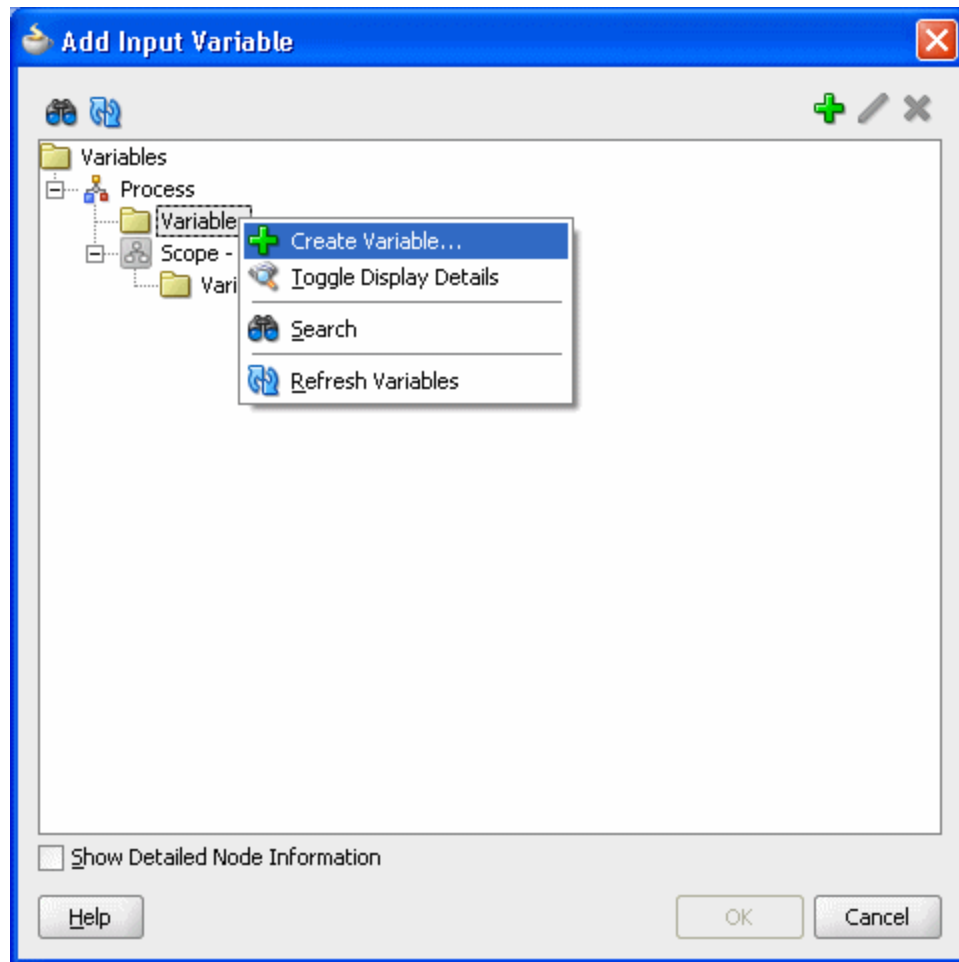 Add Input Variable
Variables
Process
Variable
Scope -
Vari
Create Variable...
Toggle Display Details
Search
Refresh Variables
Show Detailed Node Information
Help
OK
Cancel